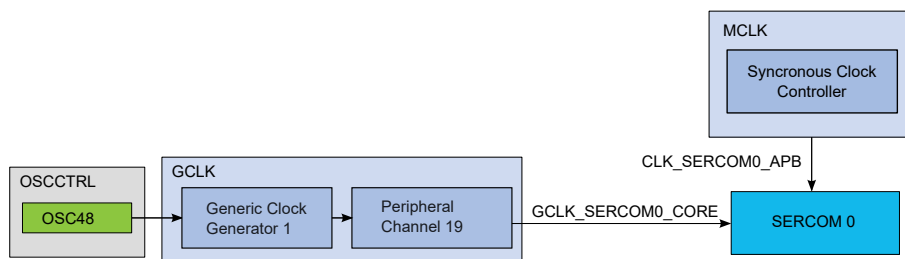 MCLK
Syncronous Clock
Controller
CLK_SERCOM0_APB
OSCCTRL
OSC48
GCLK
Generic Clock
Generator 1
Peripheral
Channel 19
GCLK_SERCOM0_CORE
SERCOM 0